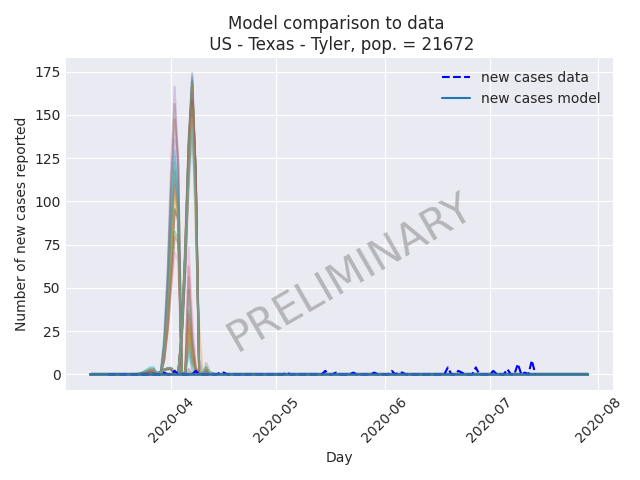 Model comparison to data
US - Texas - Tyler, pop. = 21672
new cases data
new cases model
Number of new cases reported
175
150
125
100
75
50
25
0
PRELIMINARY
2020-04
2020-05
2020-06
2020-07
2020-08
Day